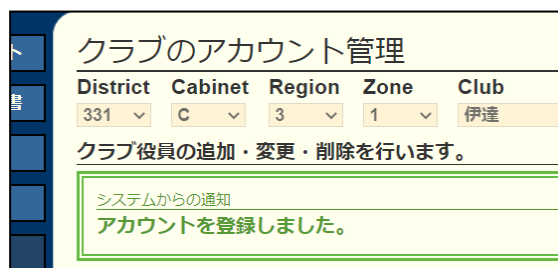 クラブのアカウント管理
District Cabinet Region Zone Club
331 C 3 1 伊達
クラブ役員の追加・変更・削除を行います。
システムからの通知
アカウントを登録しました。
ト
書